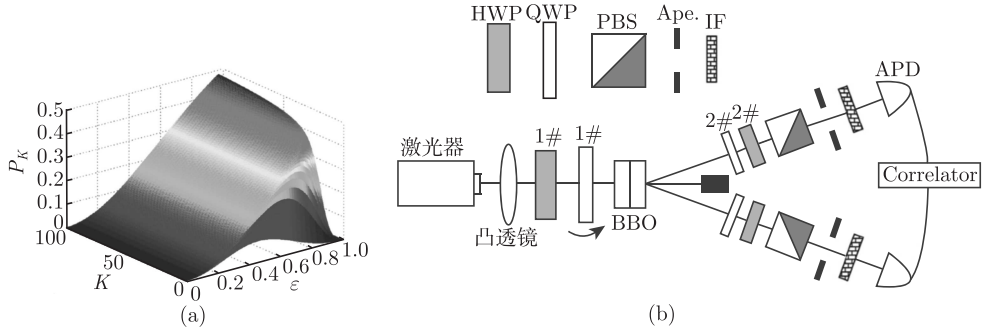 HWP QWP PBS Ape. IF
0.5
0.4
0.3
0.2
0.1
0
P_K
100
50
0
K
0
0.2
0.4
0.6
0.8
1.0
ε
(a)
激光器
凸透镜
1#
1#
BBO
2#
2#
APD
Correlator
(b)